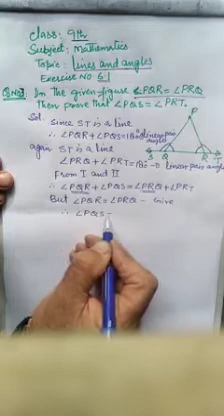 Class: 9th
Subject: Mathematics
Topic: lines and angles
Exercise NO 6.1
Q.NO3. In the given figure ∠PQR = ∠PRQ
Then prove that ∠PQS = ∠PRT.
P
Sol. Since ST is a line
∴ ∠PQR + ∠PQS = 180° linear pair angles
S Q R T
again ST is a line
∠PRQ + ∠PRT = 180° -II linear pair angles
From I and II
∴ ∠PQR + ∠PQS = ∠PRQ + ∠PRT
But ∠PQR = ∠PRQ - Give
∴ ∠PQS =